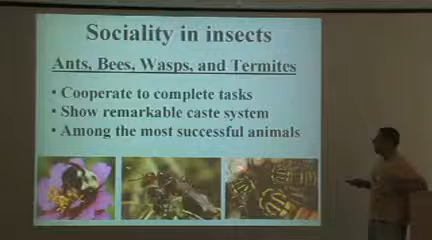 Sociality in insects
Ants, Bees, Wasps, and Termites
• Cooperate to complete tasks
• Show remarkable caste system
• Among the most successful animals